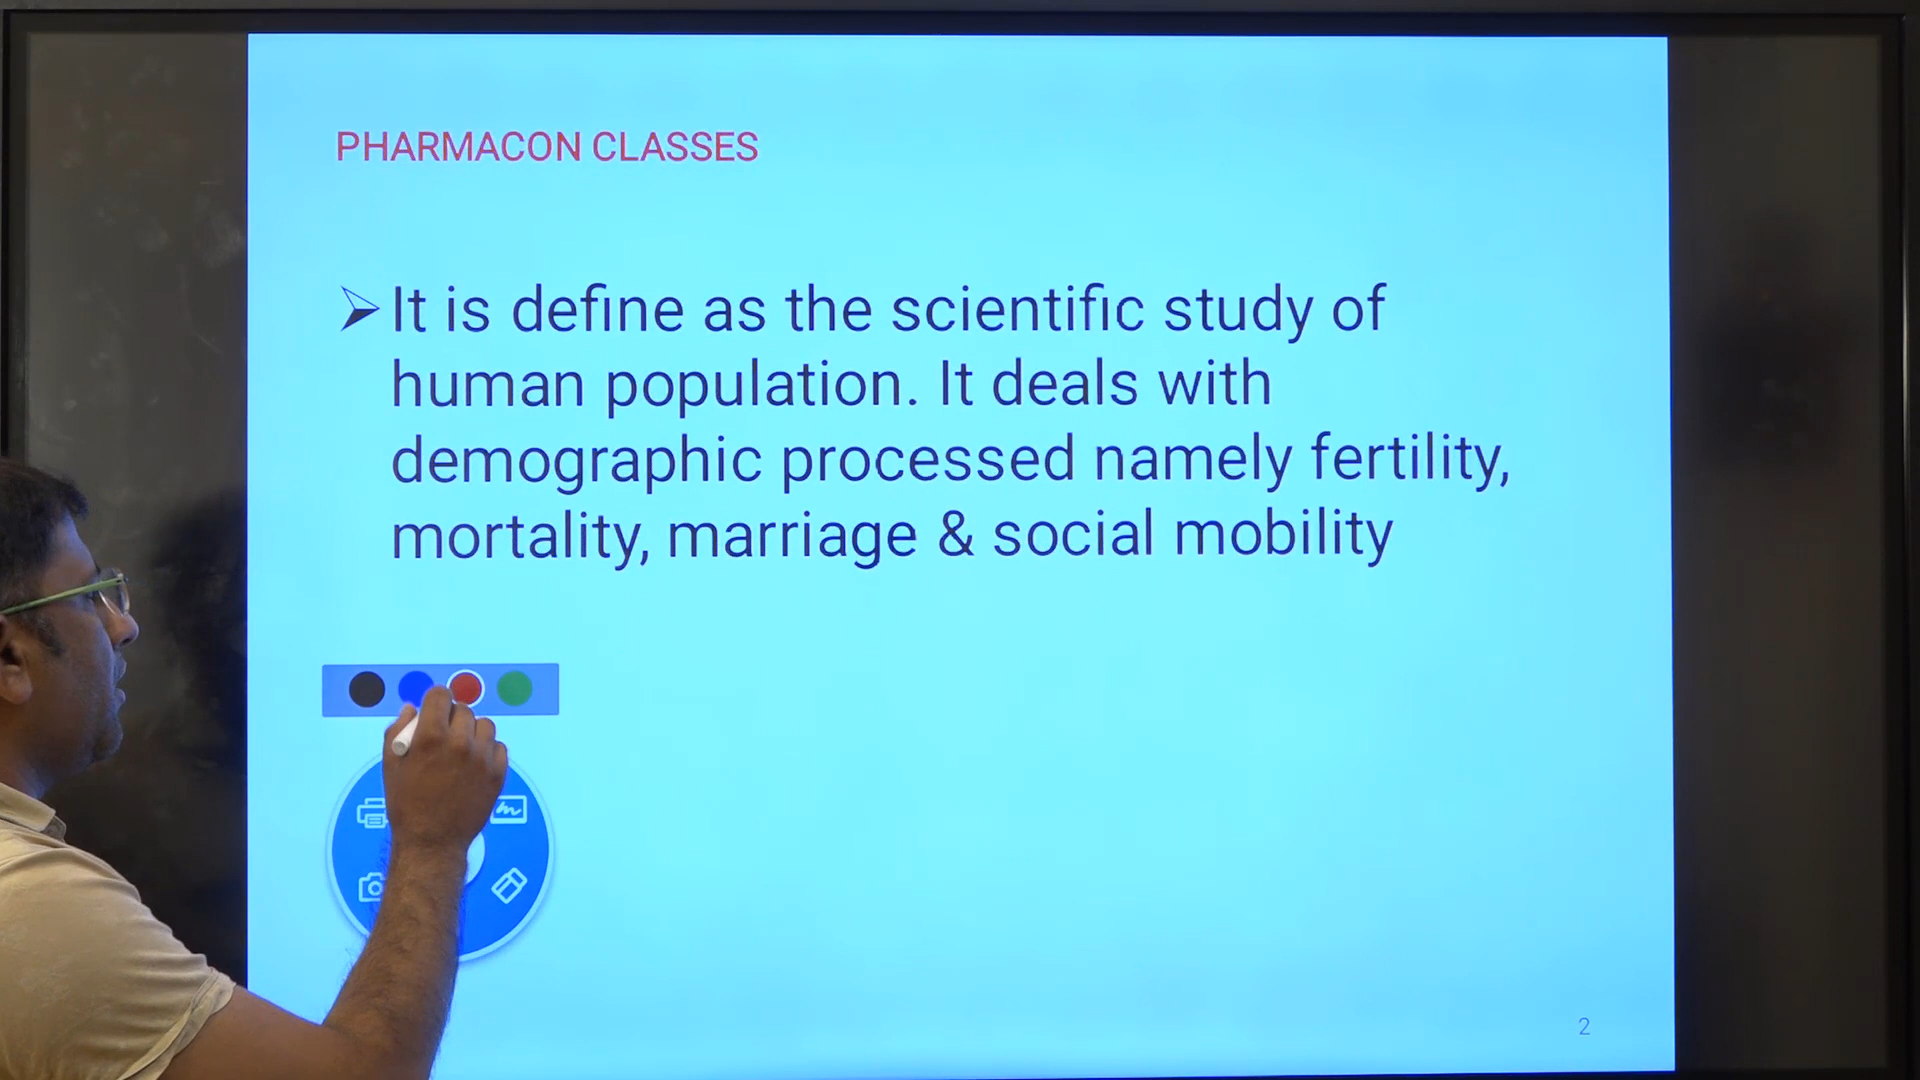 PHARMACON CLASSES
It is define as the scientific study of
human population. It deals with
demographic processed namely fertility,
mortality, marriage & social mobility
2